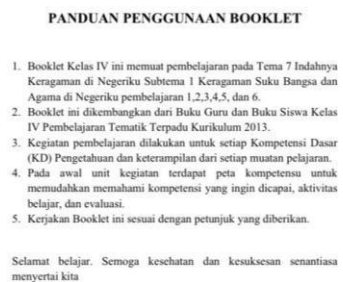 PANDUAN PENGGUNAAN BOOKLET
1. Booklet Kelas IV ini memuat pembelajaran pada Tema 7 Indahnya
Keragaman di Negeriku Subtema 1 Keragaman Suku Bangsa dan
Agama di Negeriku pembelajaran 1,2,3,4,5, dan 6.
2. Booklet ini dikembangkan dari Buku Guru dan Buku Siswa Kelas
IV Pembelajaran Tematik Terpadu Kurikulum 2013.
3. Kegiatan pembelajaran dilakukan untuk setiap Kompetensi Dasar
(KD) Pengetahuan dan keterampilan dari setiap muatan pelajaran.
4. Pada awal unit kegiatan terdapat peta kompetensu untuk
memudahkan memahami kompetensi yang ingin dicapai, aktivitas
belajar, dan evaluasi.
5. Kerjakan Booklet ini sesuai dengan petunjuk yang diberikan.
Selamat belajar. Semoga kesehatan dan kesuksesan senantiasa
menyertai kita